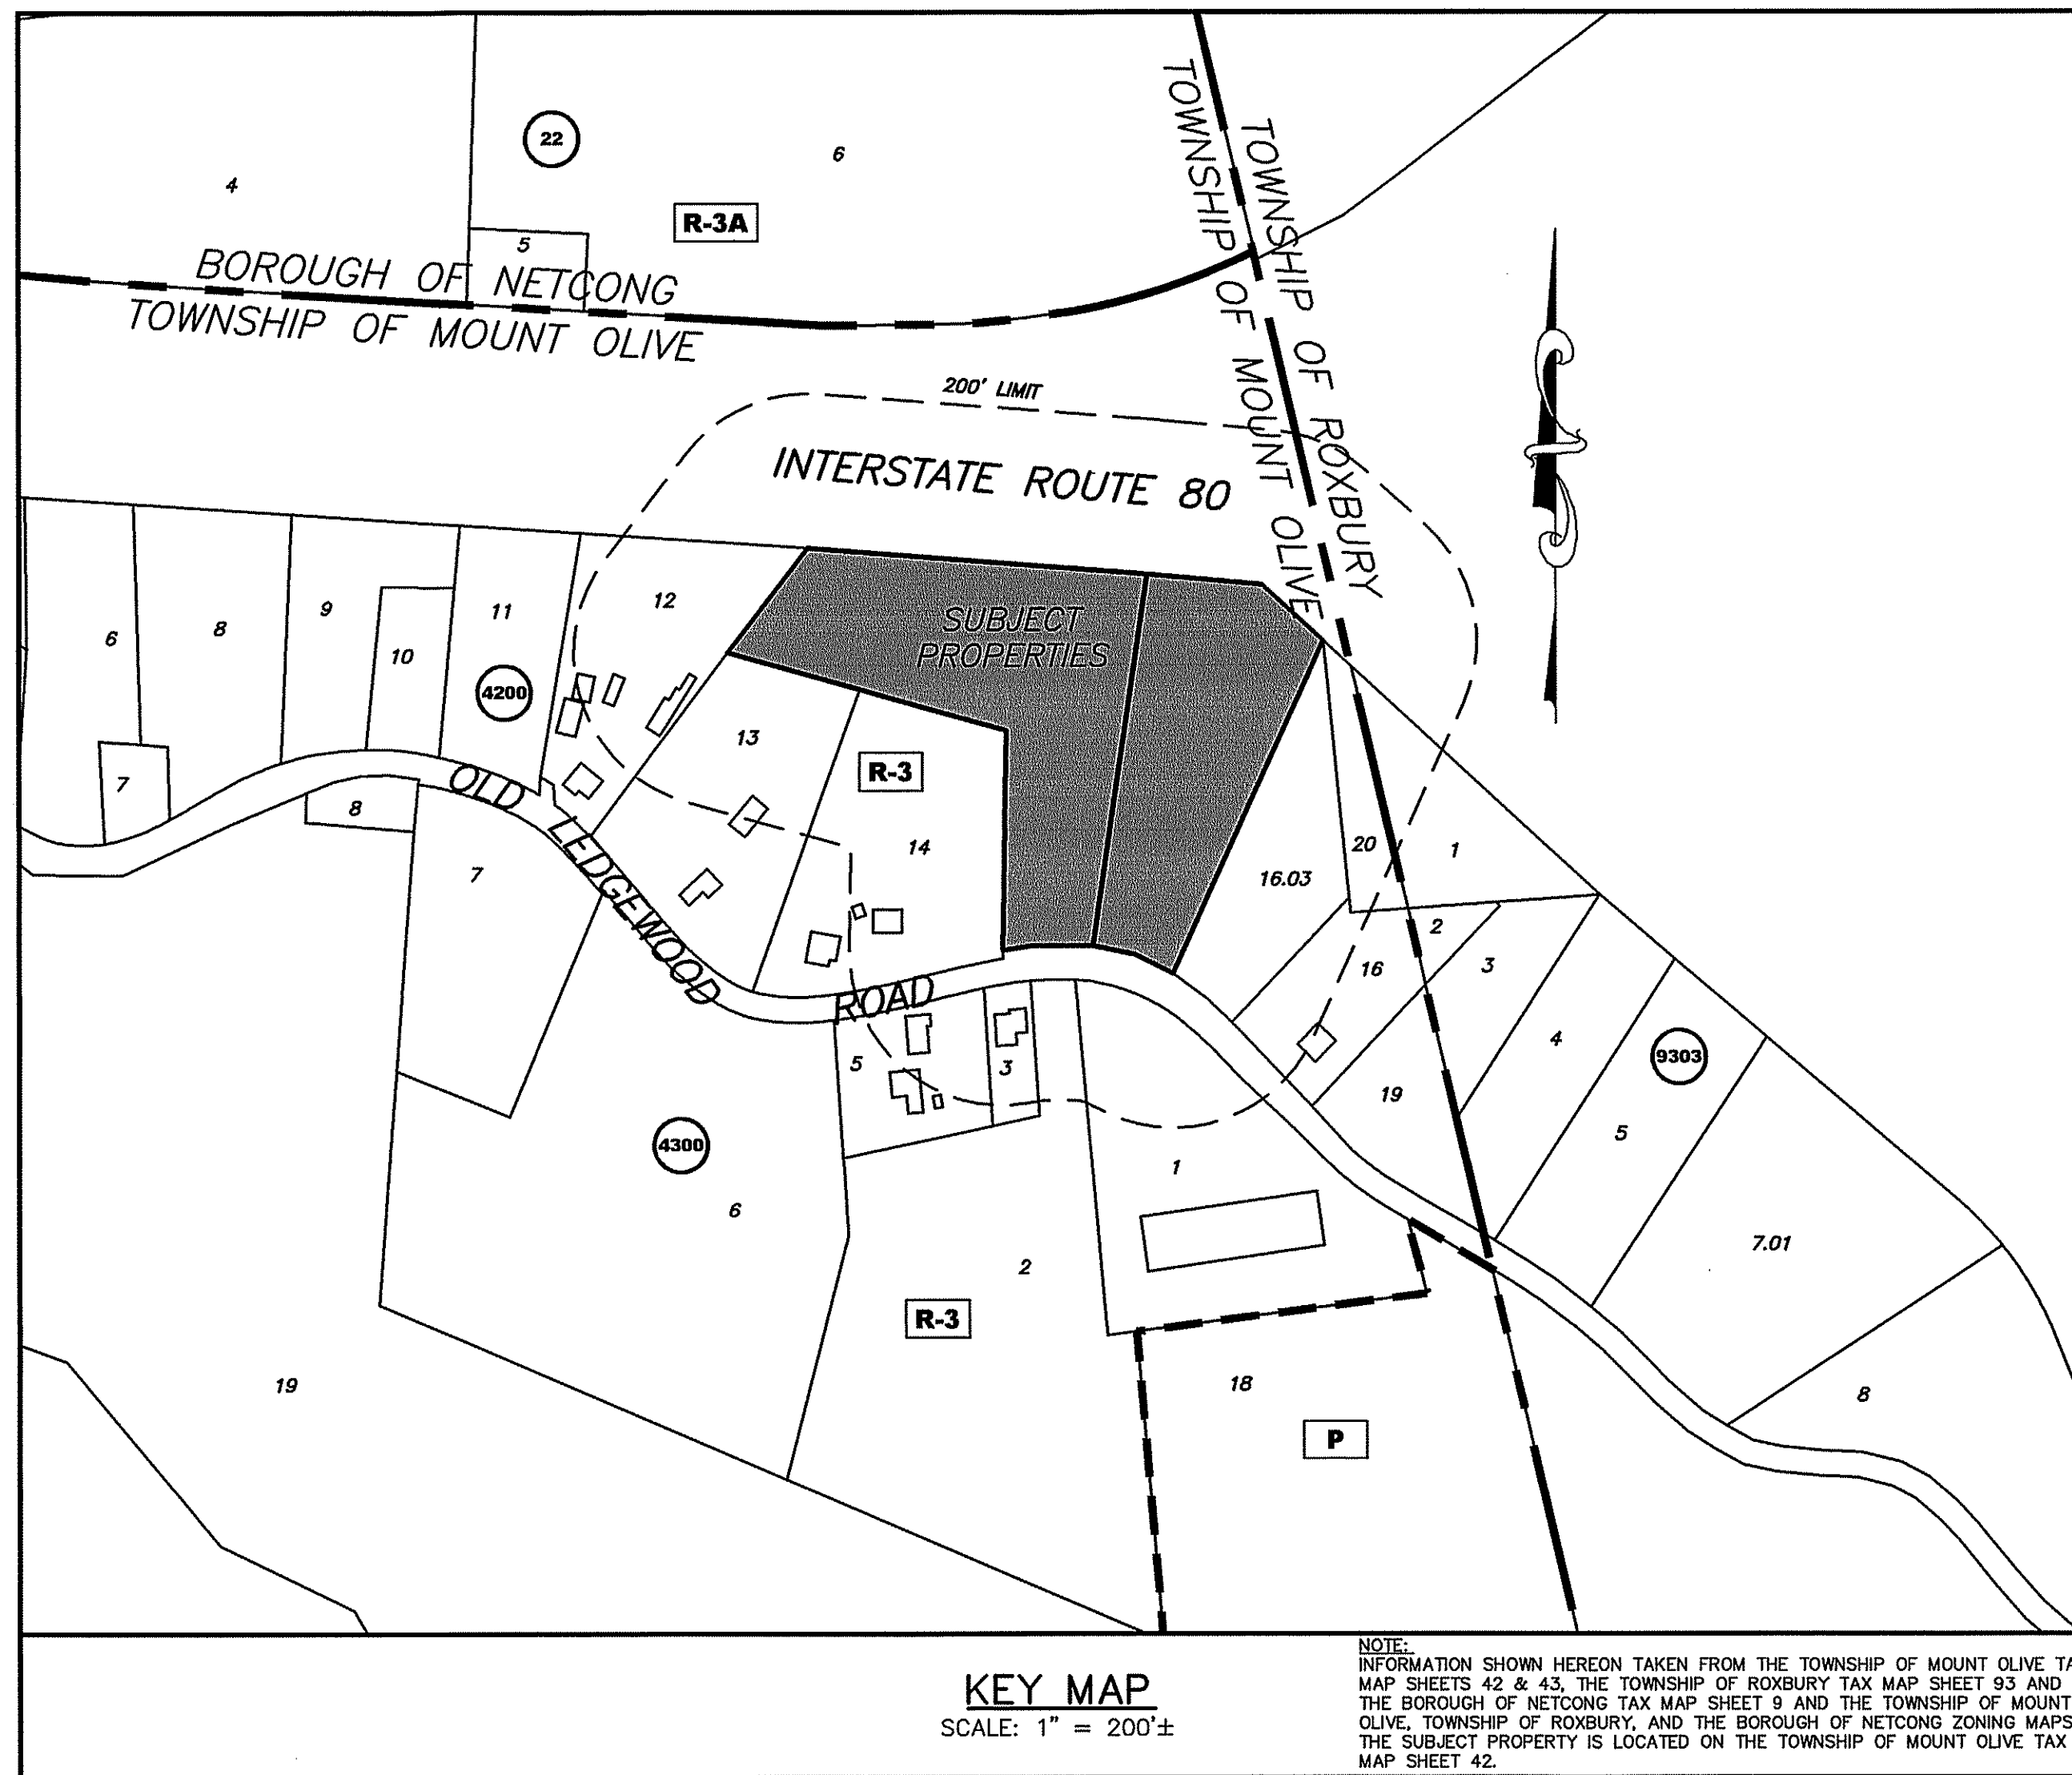 22
4
6
R-3A
5
BOROUGH OF NETCONG
TOWNSHIP OF MOUNT OLIVE
TOWNSHIP OF MOUNT OLIVE
TOWNSHIP OF ROXBURY
200' LIMIT
INTERSTATE ROUTE 80
6
8
9
10
11
12
4200
7
8
7
SUBJECT
PROPERTIES
13
R-3
14
16.03
20
1
2
16
3
4
9303
5
19
7.01
8
OLD LEDGEWOOD ROAD
5
3
4300
6
1
2
R-3
19
18
P
KEY MAP
SCALE: 1" = 200'±
NOTE:
INFORMATION SHOWN HEREON TAKEN FROM THE TOWNSHIP OF MOUNT OLIVE TA
MAP SHEETS 42 & 43, THE TOWNSHIP OF ROXBURY TAX MAP SHEET 93 AND
THE BOROUGH OF NETCONG TAX MAP SHEET 9 AND THE TOWNSHIP OF MOUNT
OLIVE, TOWNSHIP OF ROXBURY, AND THE BOROUGH OF NETCONG ZONING MAPS
THE SUBJECT PROPERTY IS LOCATED ON THE TOWNSHIP OF MOUNT OLIVE TAX
MAP SHEET 42.